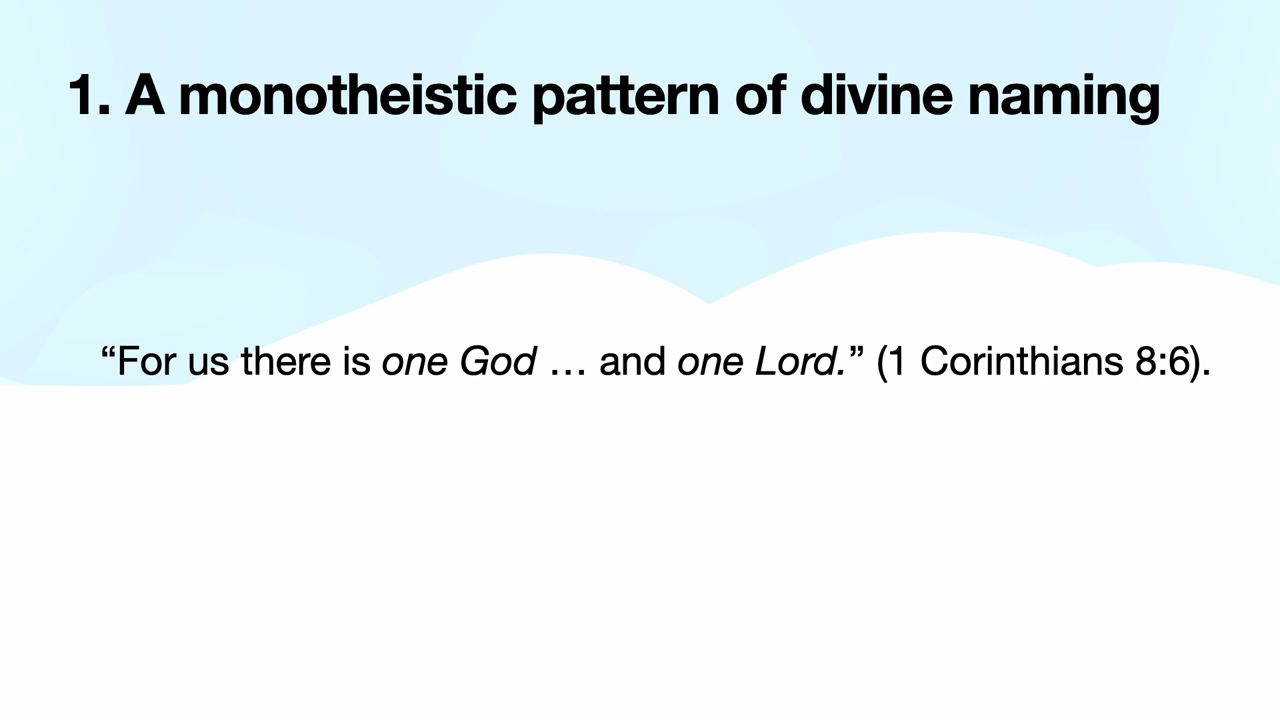 1. A monotheistic pattern of divine naming
“For us there is one God … and one Lord.” (1 Corinthians 8:6).